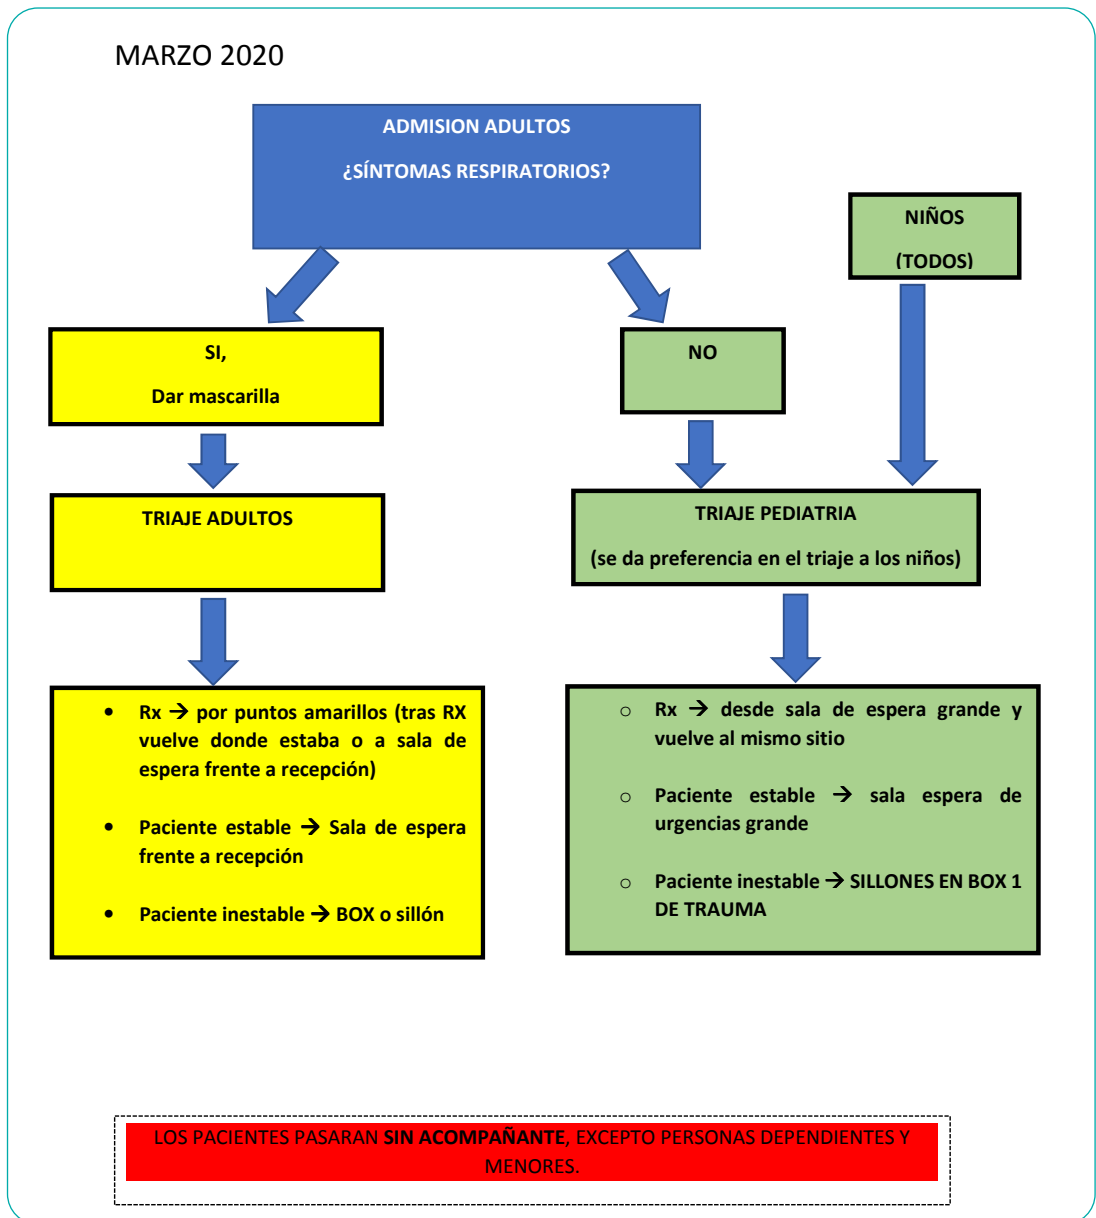 MARZO 2020
ADMISION ADULTOS
¿SÍNTOMAS RESPIRATORIOS?
NIÑOS
(TODOS)
SI,
Dar mascarilla
NO
TRIAJE ADULTOS
TRIAJE PEDIATRIA
(se da preferencia en el triaje a los niños)
• Rx → por puntos amarillos (tras RX
vuelve donde estaba o a sala de
espera frente a recepción)
• Paciente estable → Sala de espera
frente a recepción
• Paciente inestable → BOX o sillón
o Rx → desde sala de espera grande y
vuelve al mismo sitio
o Paciente estable → sala espera de
urgencias grande
o Paciente inestable → SILLONES EN BOX 1
DE TRAUMA
LOS PACIENTES PASARAN SIN ACOMPAÑANTE, EXCEPTO PERSONAS DEPENDIENTES Y
MENORES.